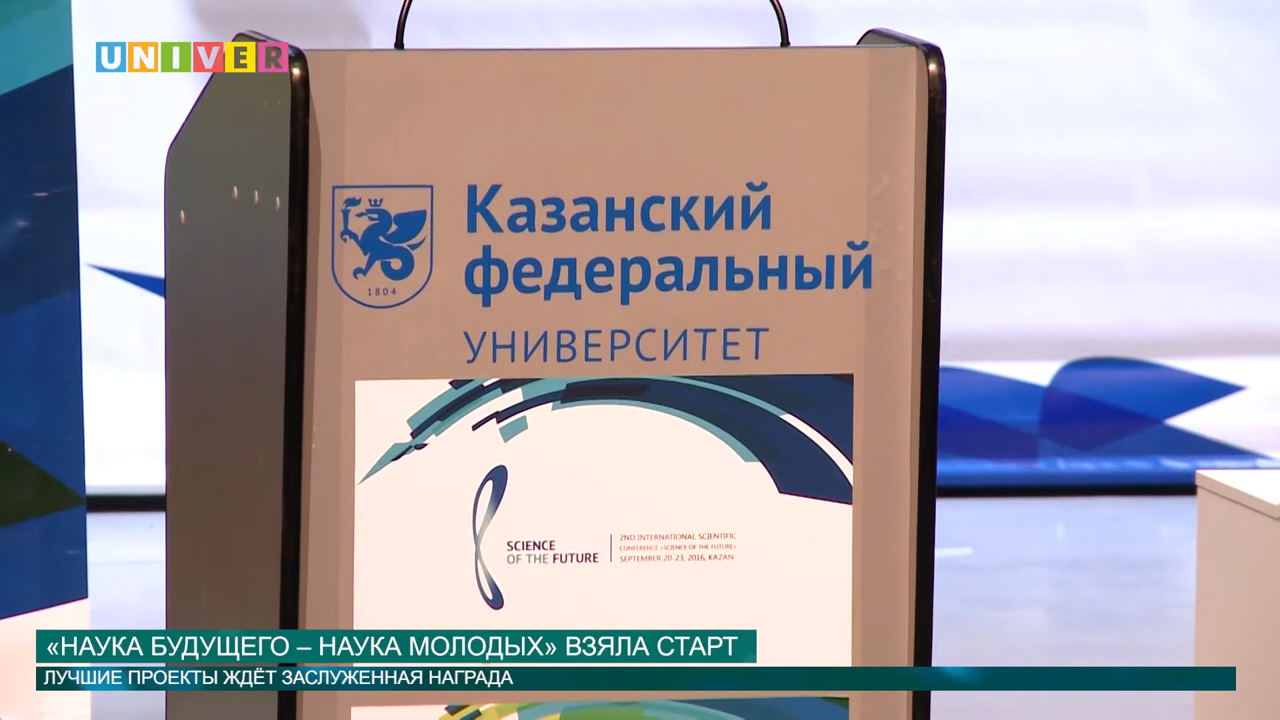 UNIVER
Казанский
федеральный
УНИВЕРСИТЕТ
1804
SCIENCE
OF THE FUTURE
2ND INTERNATIONAL SCIENTIFIC
CONFERENCE «SCIENCE OF THE FUTURE»
SEPTEMBER 20-23, 2016, KAZAN
«НАУКА БУДУЩЕГО – НАУКА МОЛОДЫХ» ВЗЯЛА СТАРТ
ЛУЧШИЕ ПРОЕКТЫ ЖДЁТ ЗАСЛУЖЕННАЯ НАГРАДА